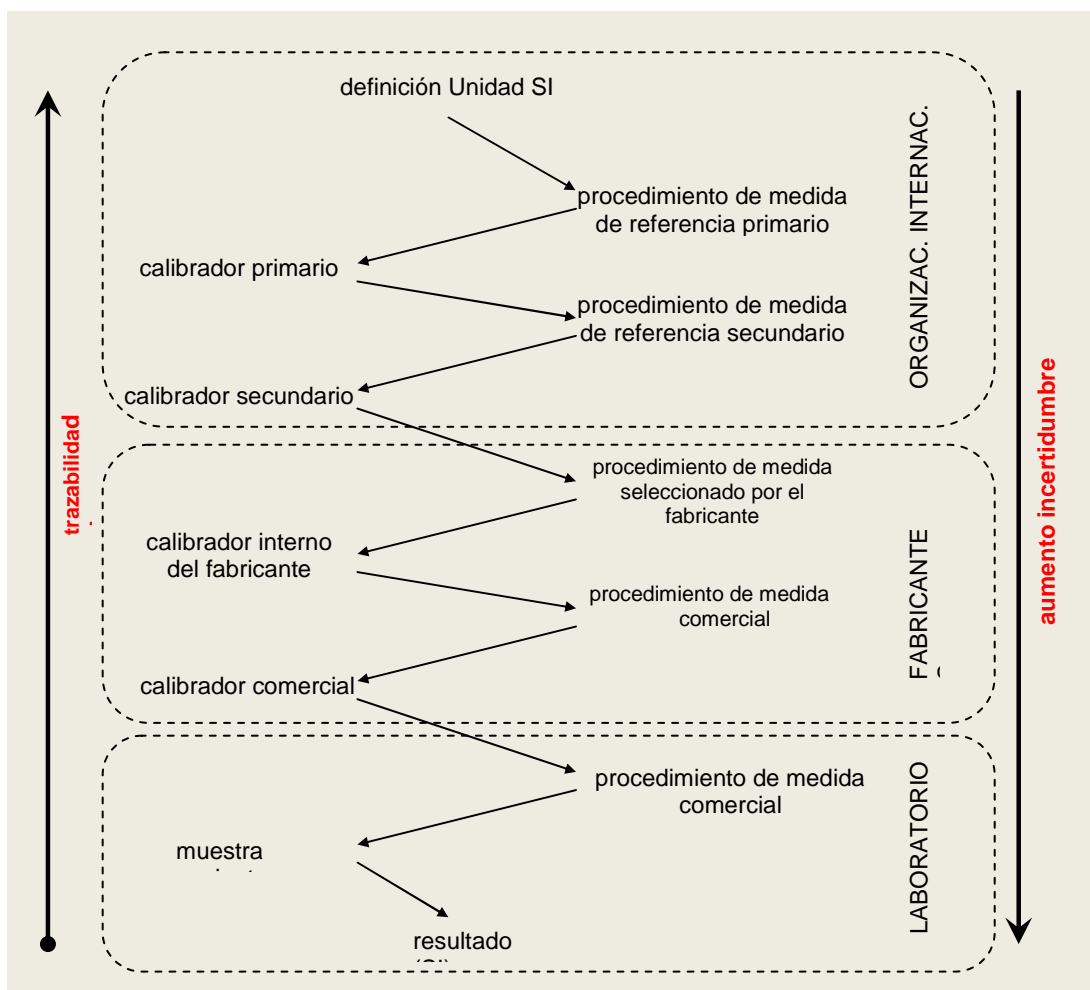 definición Unidad SI
procedimiento de medida
de referencia primario
calibrador primario
procedimiento de medida
de referencia secundario
calibrador secundario
ORGANIZAC. INTERNAC.
procedimiento de medida
seleccionado por el
fabricante
calibrador interno
del fabricante
procedimiento de medida
comercial
calibrador comercial
FABRICANTE
procedimiento de medida
comercial
muestra
resultado
LABORATORIO
trazabilidad
aumento incertidumbre